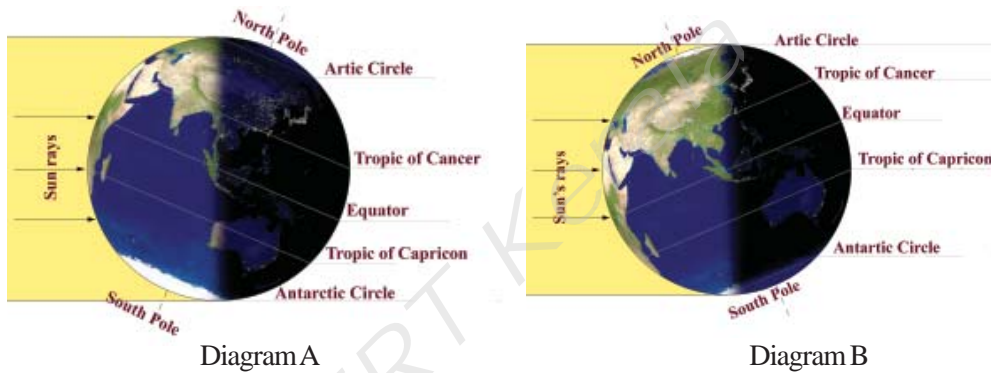 North Pole
Artic Circle
Tropic of Cancer
Equator
Tropic of Capricon
Antarctic Circle
South Pole
Sun rays
Diagram A
North Pole
Artic Circle
Tropic of Cancer
Equator
Tropic of Capricon
Antartic Circle
South Pole
Sun's rays
Diagram B